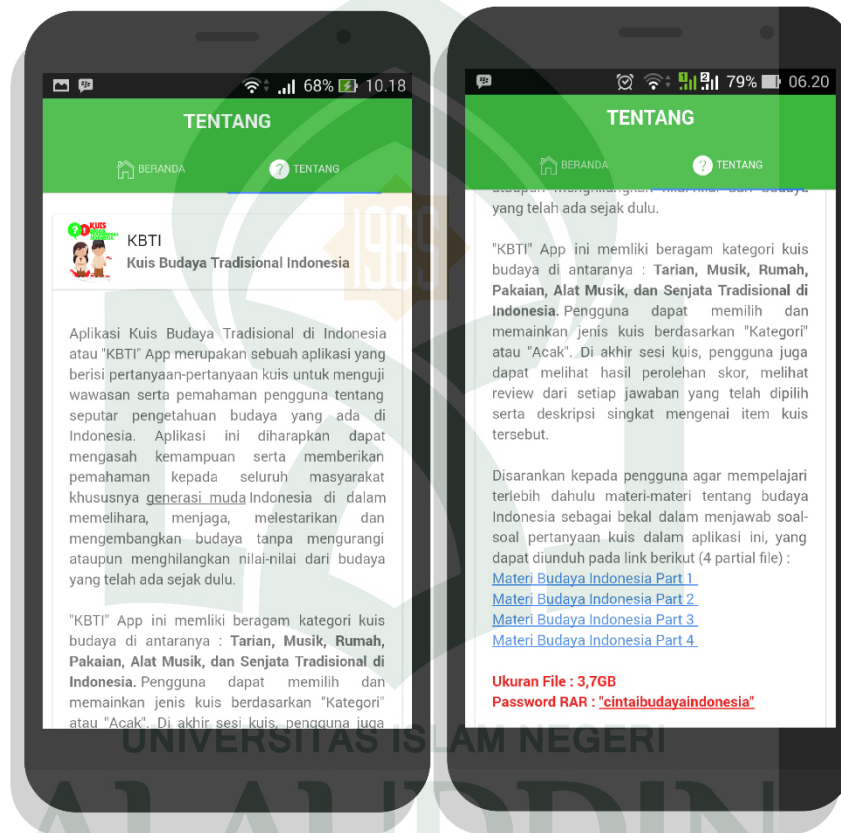 68% 10.18
TENTANG
BERANDA TENTANG
KUIS
KBTI
Kuis Budaya Tradisional Indonesia
Aplikasi Kuis Budaya Tradisional di Indonesia
atau "KBTI" App merupakan sebuah aplikasi yang
berisi pertanyaan-pertanyaan kuis untuk menguji
wawasan serta pemahaman pengguna tentang
seputar pengetahuan budaya yang ada di
Indonesia. Aplikasi ini diharapkan dapat
mengasah kemampuan serta memberikan
pemahaman kepada seluruh masyarakat
khususnya generasi muda Indonesia di dalam
memelihara, menjaga, melestarikan dan
mengembangkan budaya tanpa mengurangi
ataupun menghilangkan nilai-nilai dari budaya
yang telah ada sejak dulu.
"KBTI" App ini memliki beragam kategori kuis
budaya di antaranya : Tarian, Musik, Rumah,
Pakaian, Alat Musik, dan Senjata Tradisional di
Indonesia. Pengguna dapat memilih dan
memainkan jenis kuis berdasarkan "Kategori"
atau "Acak". Di akhir sesi kuis, pengguna juga
79% 06.20
TENTANG
BERANDA TENTANG
ataupun menghilangkan nilai-nilai dari budaya
yang telah ada sejak dulu.
"KBTI" App ini memliki beragam kategori kuis
budaya di antaranya : Tarian, Musik, Rumah,
Pakaian, Alat Musik, dan Senjata Tradisional di
Indonesia. Pengguna dapat memilih dan
memainkan jenis kuis berdasarkan "Kategori"
atau "Acak". Di akhir sesi kuis, pengguna juga
dapat melihat hasil perolehan skor, melihat
review dari setiap jawaban yang telah dipilih
serta deskripsi singkat mengenai item kuis
tersebut.
Disarankan kepada pengguna agar mempelajari
terlebih dahulu materi-materi tentang budaya
Indonesia sebagai bekal dalam menjawab soal-
soal pertanyaan kuis dalam aplikasi ini, yang
dapat diunduh pada link berikut (4 partial file) :
Materi Budaya Indonesia Part 1
Materi Budaya Indonesia Part 2
Materi Budaya Indonesia Part 3
Materi Budaya Indonesia Part 4
Ukuran File : 3,7GB
Password RAR : "cintaibudayaindonesia"
1965
UNIVERSITAS ISLAM NEGERI
ALAUDDIN